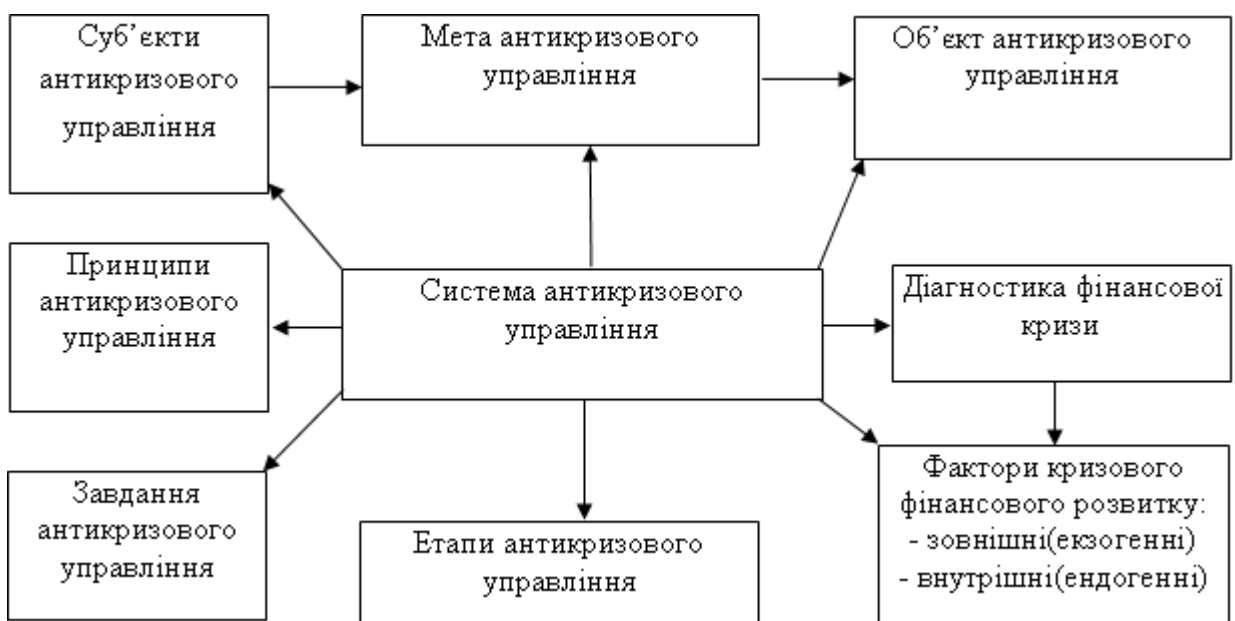 Суб’єкти
антикризового
управління
Мета антикризового
управління
Об’єкт антикризового
управління
Принципи
антикризового
управління
Система антикризового
управління
Діагностика фінансової
кризи
Завдання
антикризового
управління
Етапи антикризового
управління
Фактори кризового
фінансового розвитку:
- зовнішні(екзогенні)
- внутрішні(ендогенні)